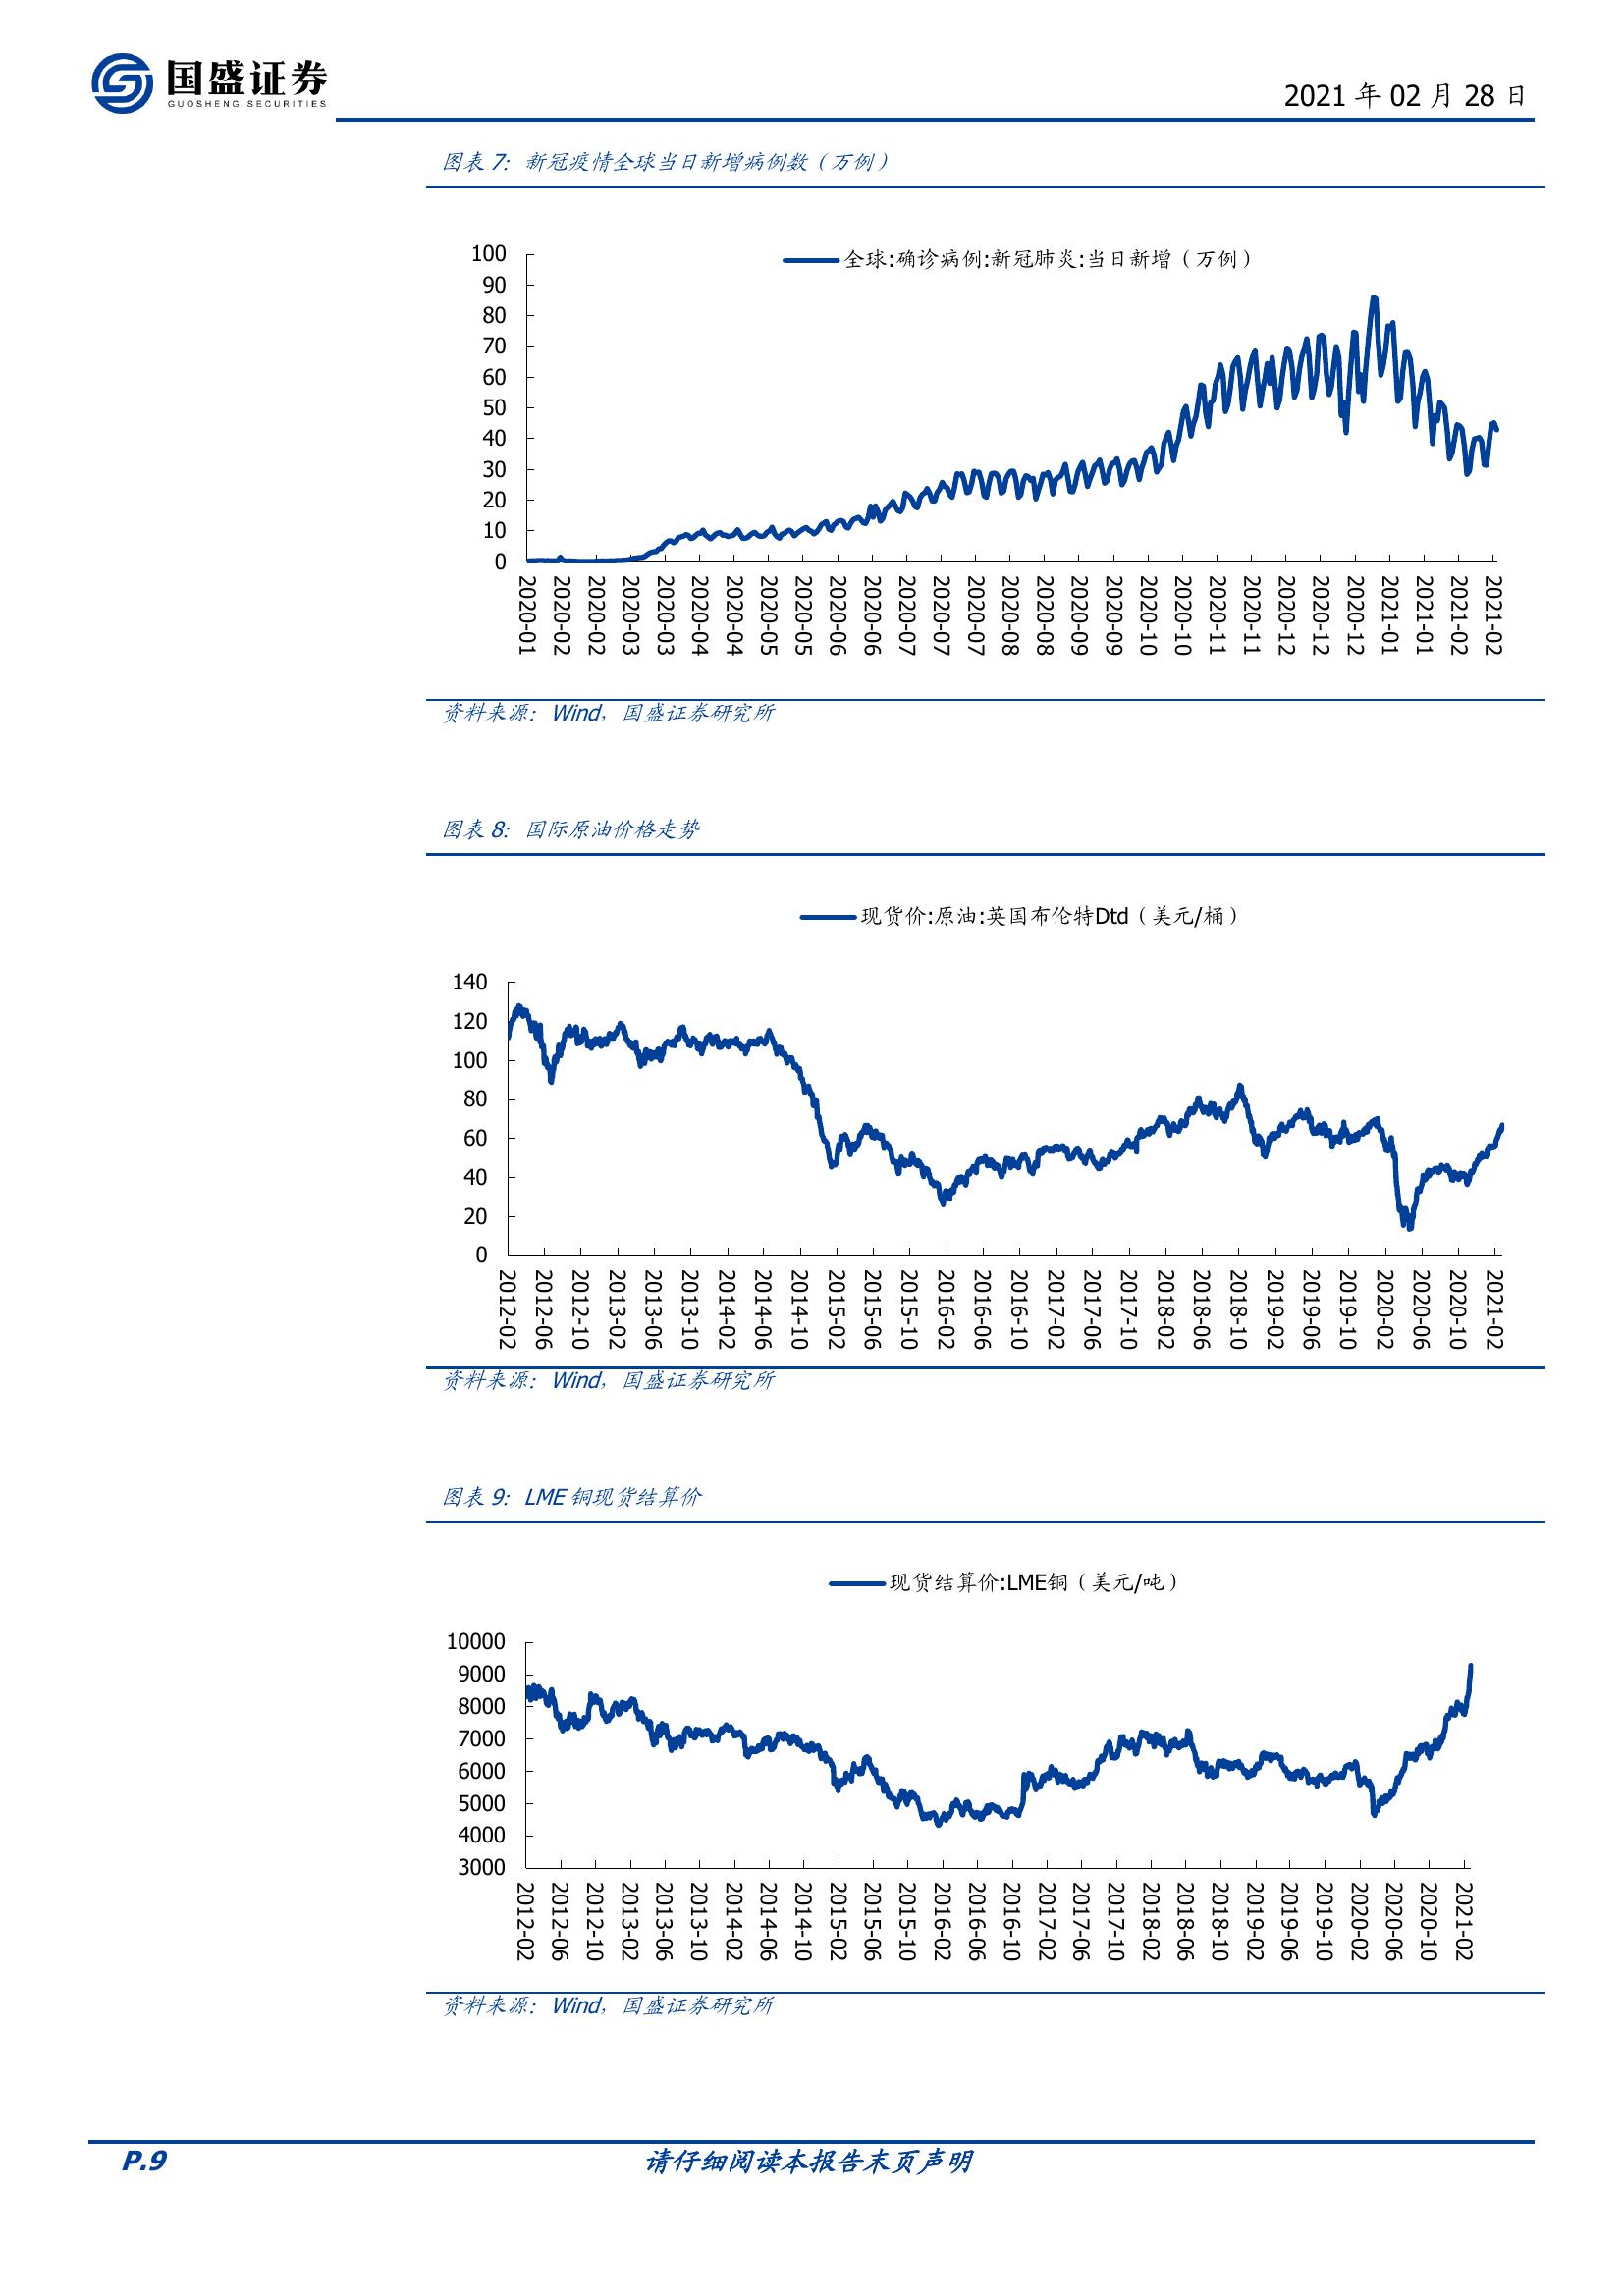 国盛证券
GUOSHENG SECURITIES
2021 年 02 月 28 日
图表 7: 新冠疫情全球当日新增病例数（万例）
全球:确诊病例:新冠肺炎:当日新增（万例）
100
90
80
70
60
50
40
30
20
10
0
2020-01 2020-02 2020-02 2020-03 2020-03 2020-04 2020-04 2020-05 2020-05 2020-06 2020-06 2020-07 2020-07 2020-07 2020-08 2020-08 2020-09 2020-09 2020-10 2020-10 2020-11 2020-11 2020-12 2020-12 2020-12 2021-01 2021-01 2021-02 2021-02
资料来源: Wind, 国盛证券研究所
图表 8: 国际原油价格走势
现货价:原油:英国布伦特Dtd（美元/桶）
140
120
100
80
60
40
20
0
2012-02 2012-06 2012-10 2013-02 2013-06 2013-10 2014-02 2014-06 2014-10 2015-02 2015-06 2015-10 2016-02 2016-06 2016-10 2017-02 2017-06 2017-10 2018-02 2018-06 2018-10 2019-02 2019-06 2019-10 2020-02 2020-06 2020-10 2021-02
资料来源: Wind, 国盛证券研究所
图表 9: LME 铜现货结算价
现货结算价:LME铜（美元/吨）
10000
9000
8000
7000
6000
5000
4000
3000
2012-02 2012-06 2012-10 2013-02 2013-06 2013-10 2014-02 2014-06 2014-10 2015-02 2015-06 2015-10 2016-02 2016-06 2016-10 2017-02 2017-06 2017-10 2018-02 2018-06 2018-10 2019-02 2019-06 2019-10 2020-02 2020-06 2020-10 2021-02
资料来源: Wind, 国盛证券研究所
P.9
请仔细阅读本报告末页声明